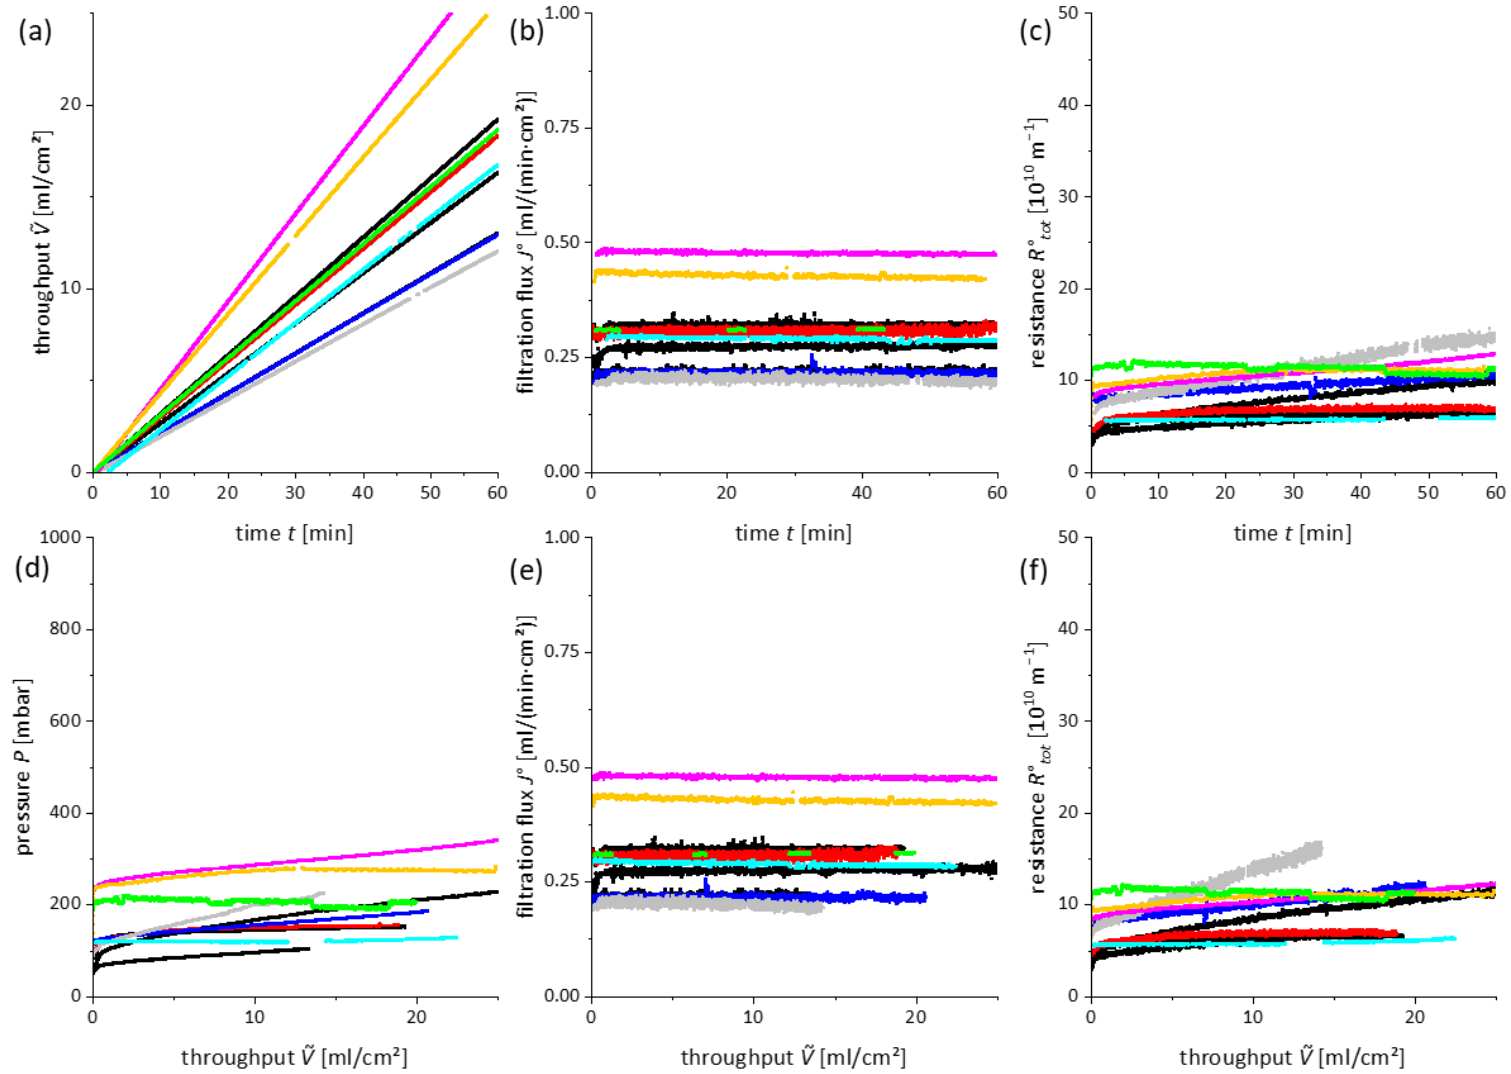 (a)
throughput Ṽ [ml/cm²]
20
10
0
0 10 20 30 40 50 60
time t [min]
(b)
filtration flux J° [ml/(min·cm²)]
1.00
0.75
0.50
0.25
0.00
0 20 40 60
time t [min]
(c)
resistance R°tot [10¹⁰ m⁻¹]
50
40
30
20
10
0
0 10 20 30 40 50 60
time t [min]
(d)
pressure P [mbar]
1000
800
600
400
200
0
0 10 20
throughput Ṽ [ml/cm²]
(e)
filtration flux J° [ml/(min·cm²)]
1.00
0.75
0.50
0.25
0.00
0 10 20
throughput Ṽ [ml/cm²]
(f)
resistance R°tot [10¹⁰ m⁻¹]
50
40
30
20
10
0
0 10 20
throughput Ṽ [ml/cm²]